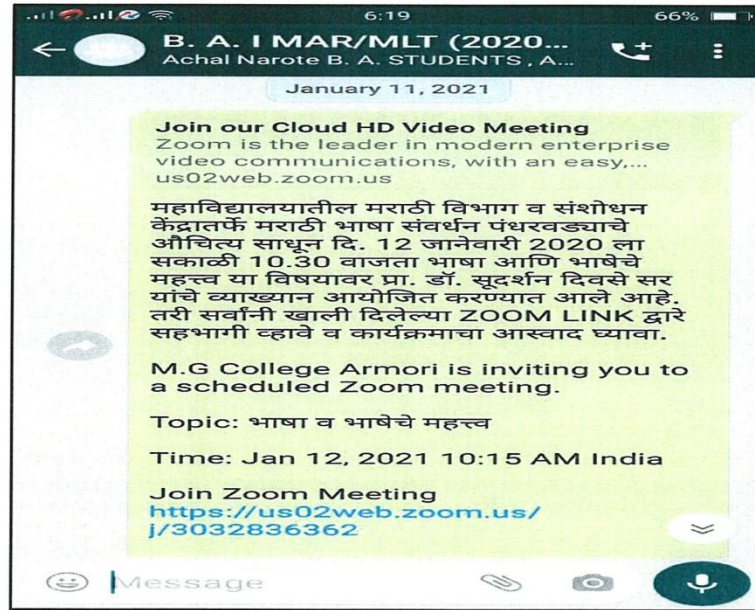 6:19
66%
B. A. I MAR/MLT (2020...
Achal Narote B. A. STUDENTS , A...
January 11, 2021
Join our Cloud HD Video Meeting
Zoom is the leader in modern enterprise
video communications, with an easy,...
us02web.zoom.us
महाविद्यालयातील मराठी विभाग व संशोधन
केंद्रातर्फे मराठी भाषा संवर्धन पंधरवड्याचे
औचित्य साधून दि. 12 जानेवारी 2020 ला
सकाळी 10.30 वाजता भाषा आणि भाषेचे
महत्त्व या विषयावर प्रा. डॉ. सूदर्शन दिवसे सर
यांचे व्याख्यान आयोजित करण्यात आले आहे.
तरी सर्वांनी खाली दिलेल्या ZOOM LINK द्वारे
सहभागी व्हावे व कार्यक्रमाचा आस्वाद घ्यावा.
M.G College Armori is inviting you to
a scheduled Zoom meeting.
Topic: भाषा व भाषेचे महत्त्व
Time: Jan 12, 2021 10:15 AM India
Join Zoom Meeting
https://us02web.zoom.us/
j/3032836362
Message